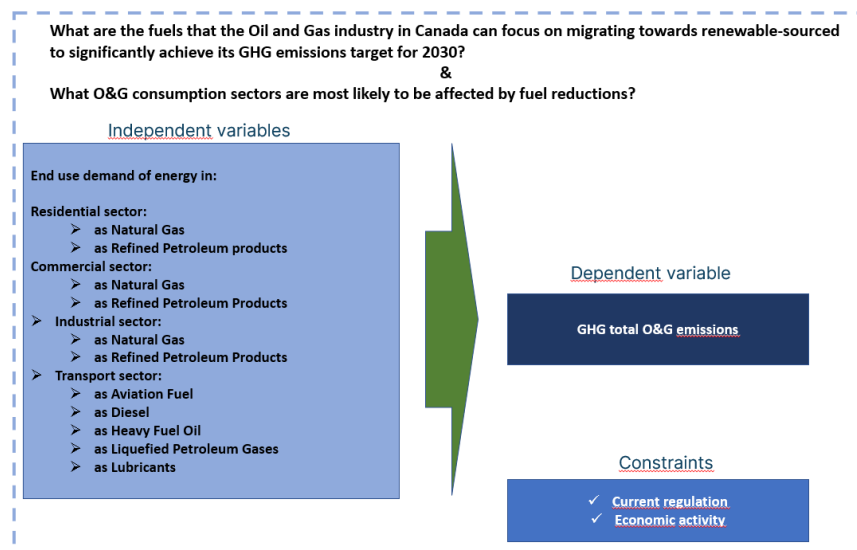 What are the fuels that the Oil and Gas industry in Canada can focus on migrating towards renewable-sourced
to significantly achieve its GHG emissions target for 2030?
&
What O&G consumption sectors are most likely to be affected by fuel reductions?
Independent variables
End use demand of energy in:
Residential sector:
➢ as Natural Gas
➢ as Refined Petroleum products
Commercial sector:
➢ as Natural Gas
➢ as Refined Petroleum Products
➢ Industrial sector:
➢ as Natural Gas
➢ as Refined Petroleum Products
➢ Transport sector:
➢ as Aviation Fuel
➢ as Diesel
➢ as Heavy Fuel Oil
➢ as Liquefied Petroleum Gases
➢ as Lubricants
Dependent variable
GHG total O&G emissions
Constraints
✓ Current regulation
✓ Economic activity